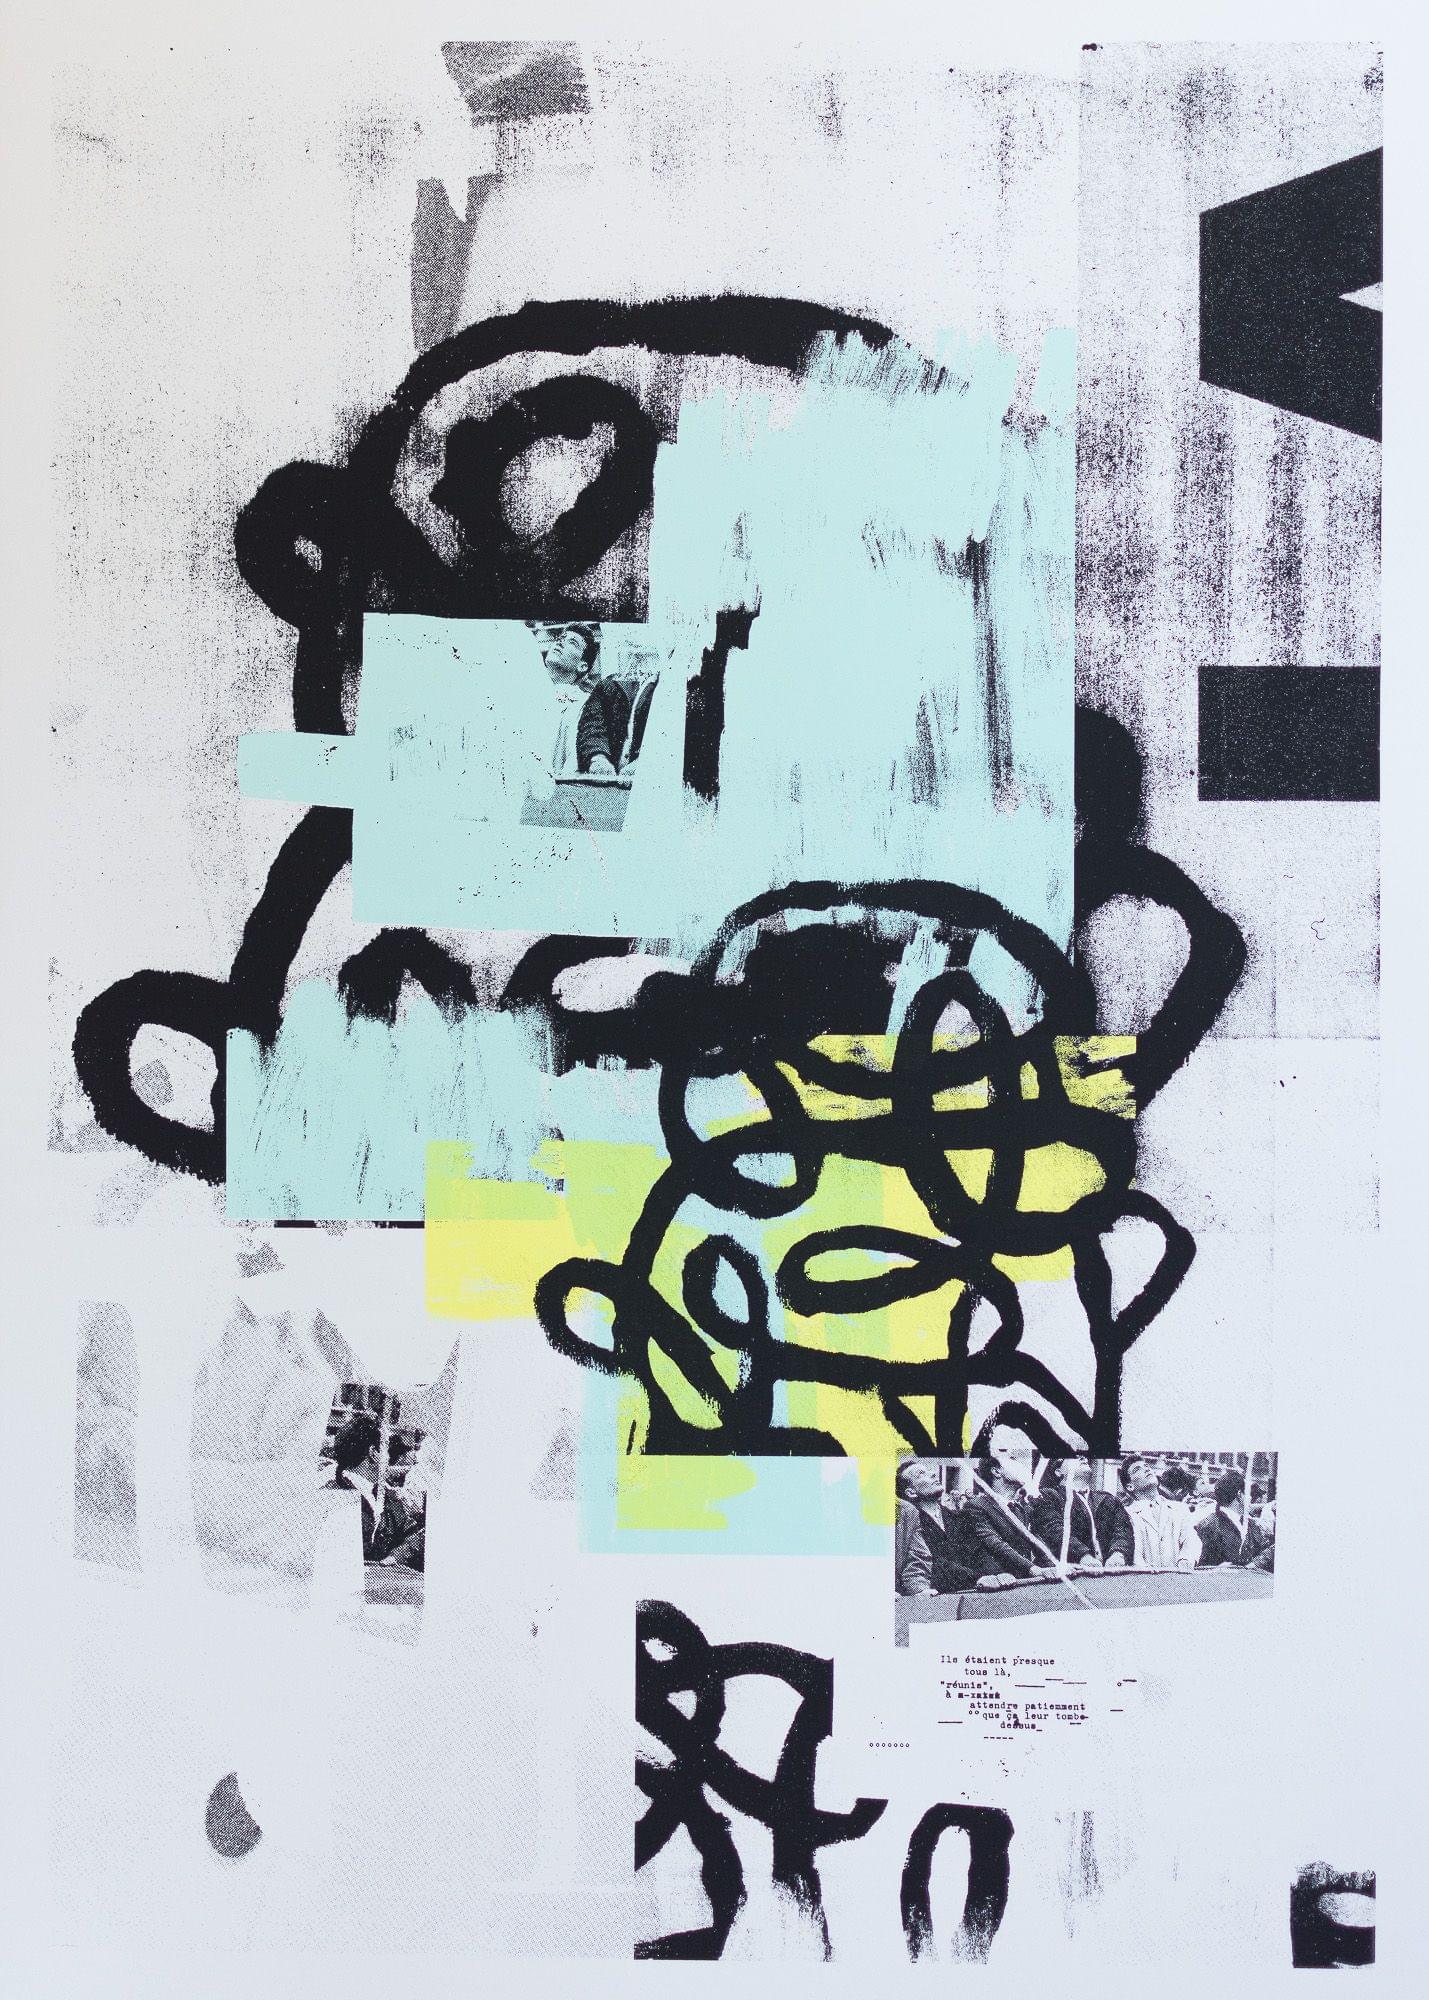 Ils étaient presque
tous là,
"réunis",
à
attendre patiemment
que ça leur tombe
dessus